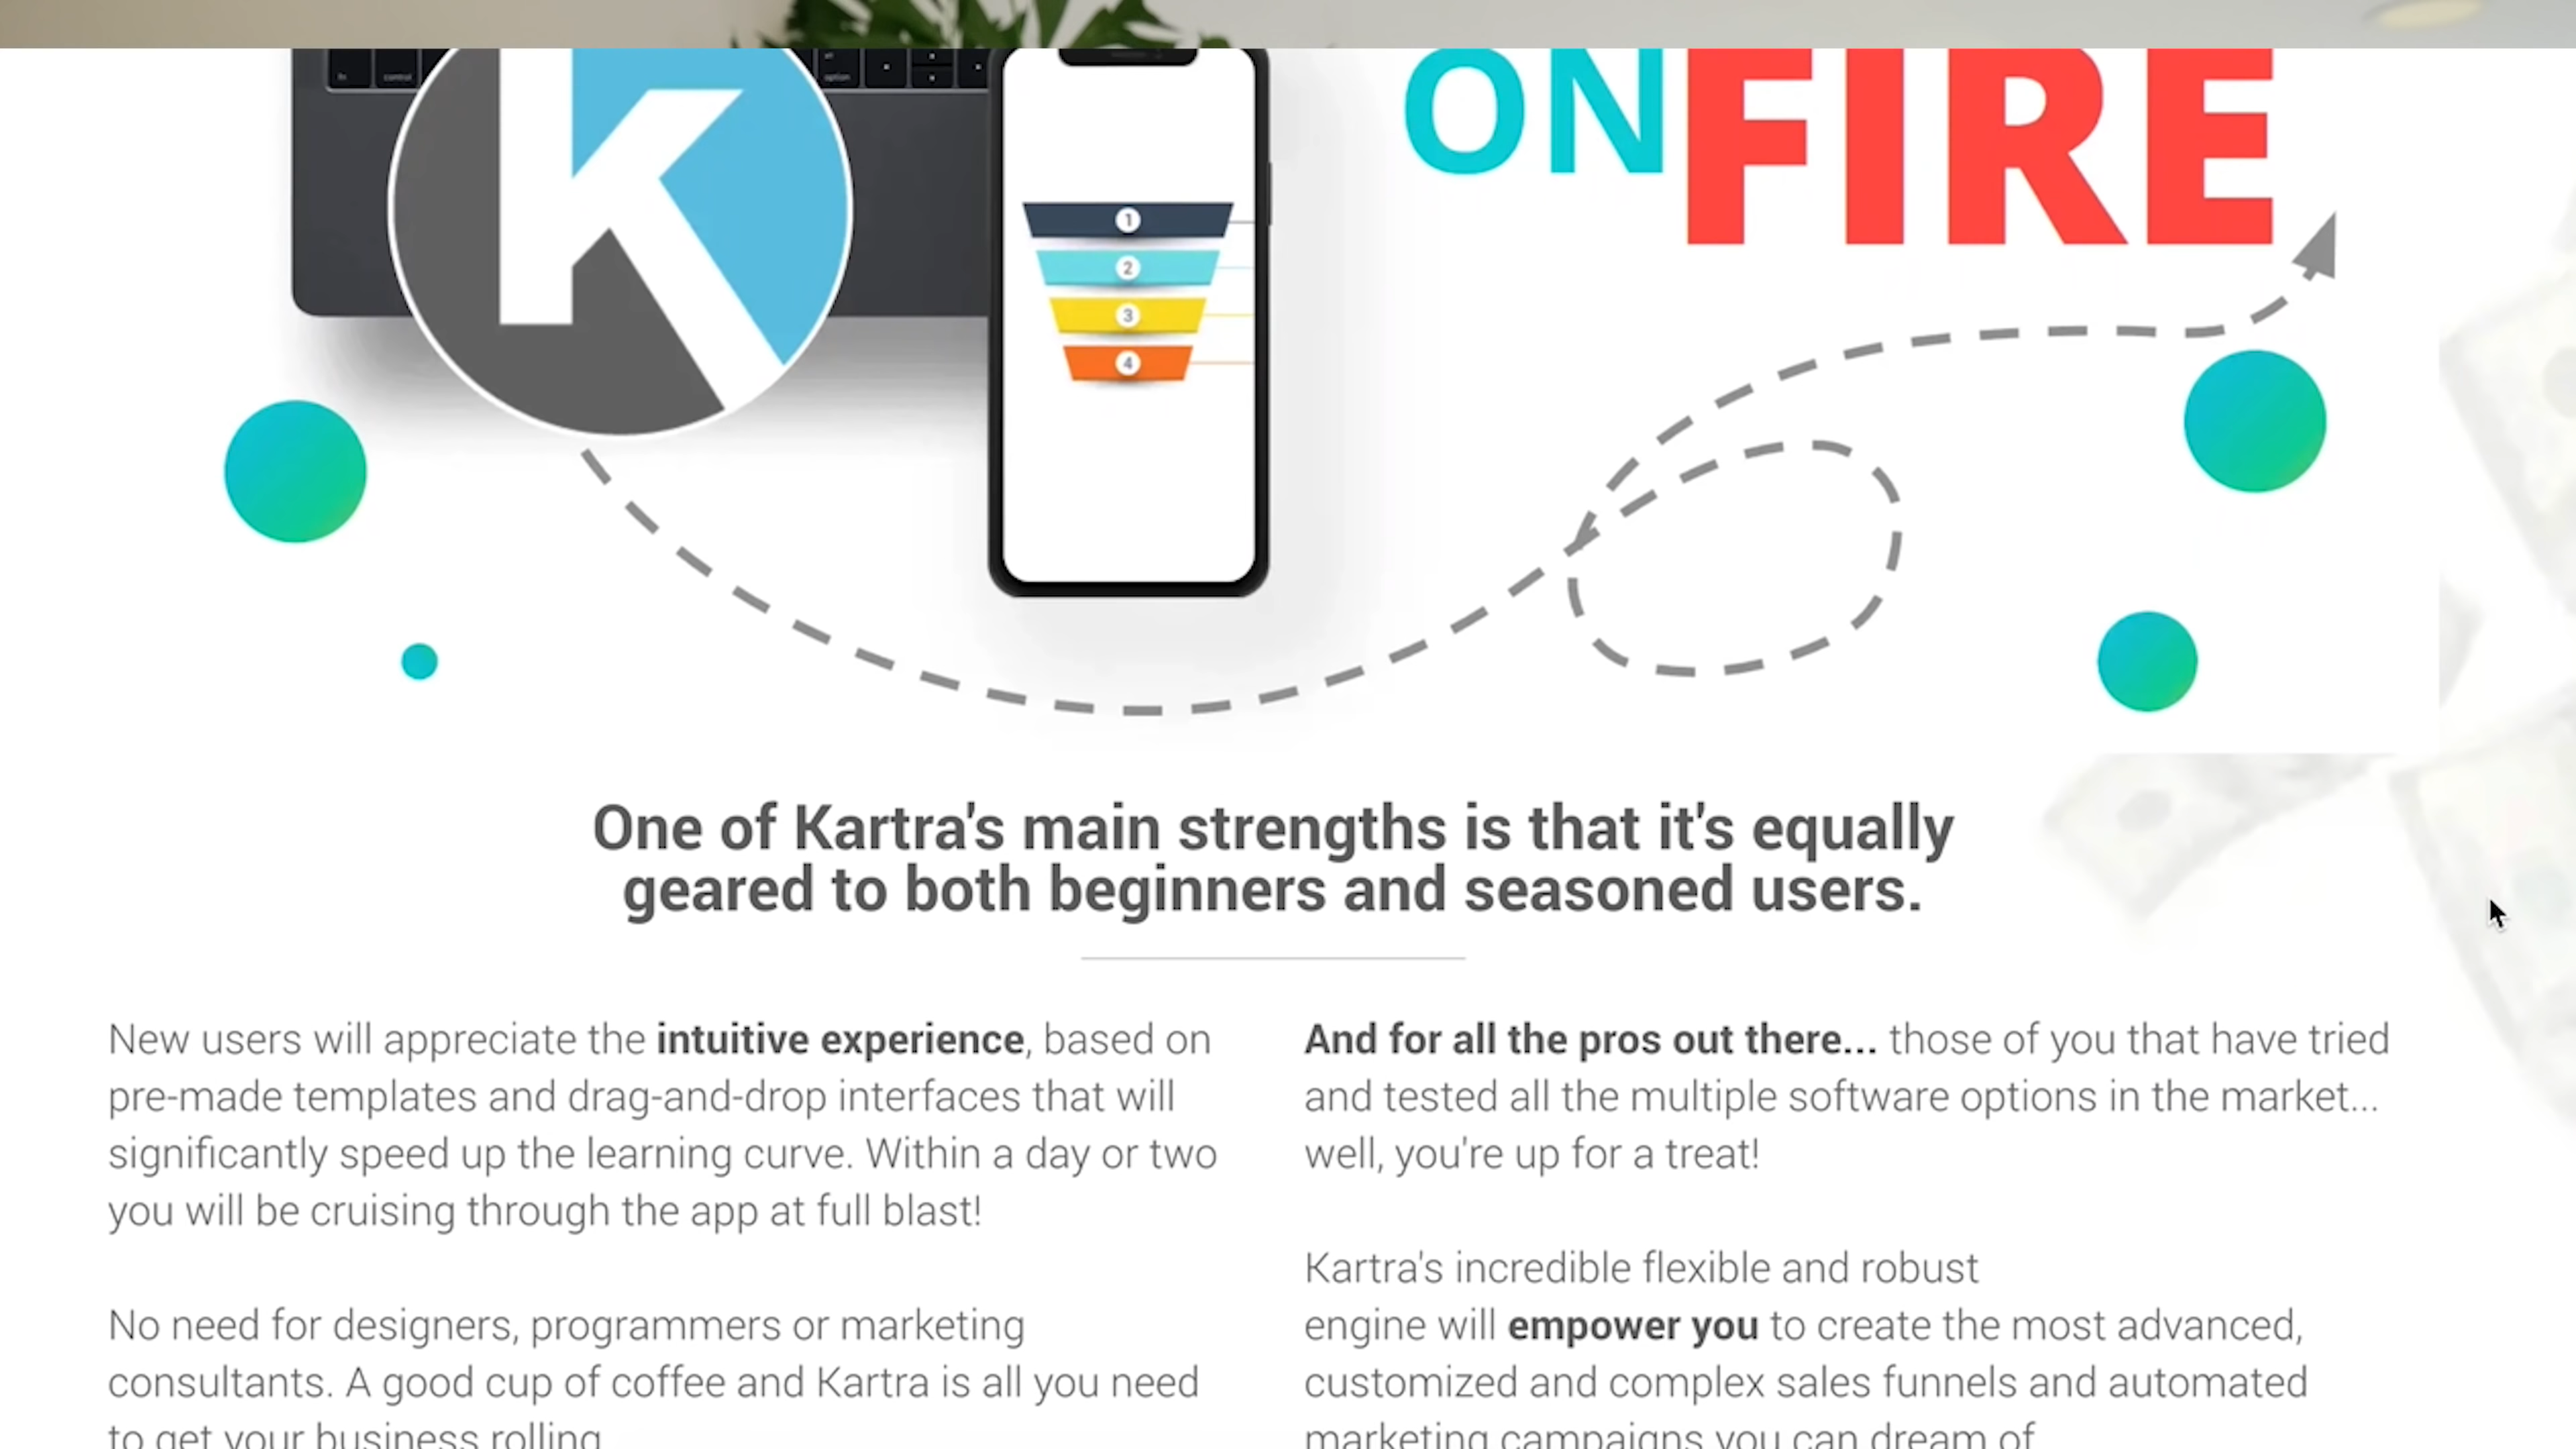 K
ON FIRE
control
option
1
2
3
4
One of Kartra's main strengths is that it's equally
geared to both beginners and seasoned users.
New users will appreciate the intuitive experience, based on
pre-made templates and drag-and-drop interfaces that will
significantly speed up the learning curve. Within a day or two
you will be cruising through the app at full blast!
No need for designers, programmers or marketing
consultants. A good cup of coffee and Kartra is all you need
to get your business rolling
And for all the pros out there... those of you that have tried
and tested all the multiple software options in the market...
well, you're up for a treat!
Kartra's incredible flexible and robust
engine will empower you to create the most advanced,
customized and complex sales funnels and automated
marketing campaigns you can dream of